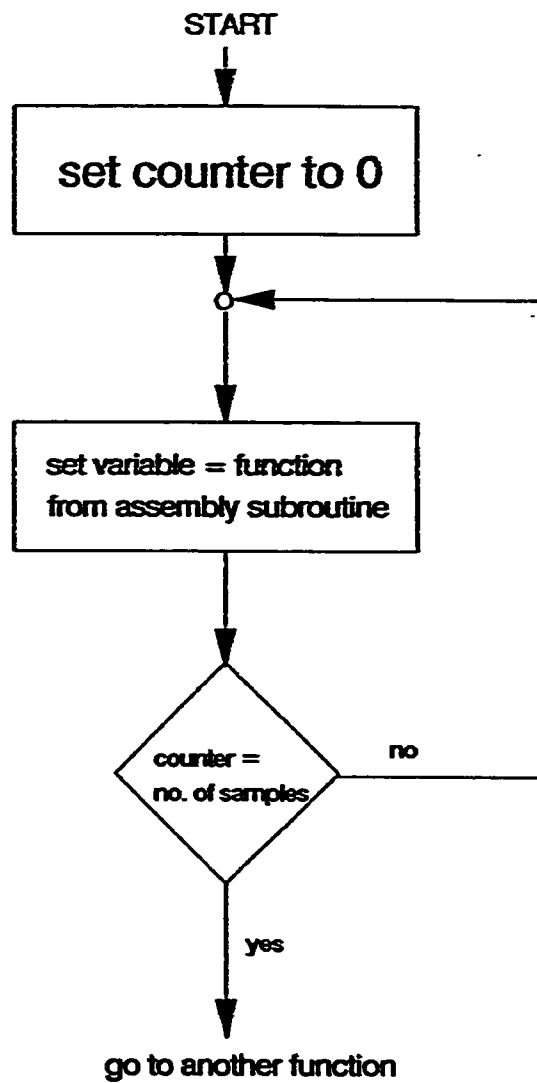 START
set counter to 0
set variable = function
from assembly subroutine
counter =
no. of samples
no
yes
go to another function